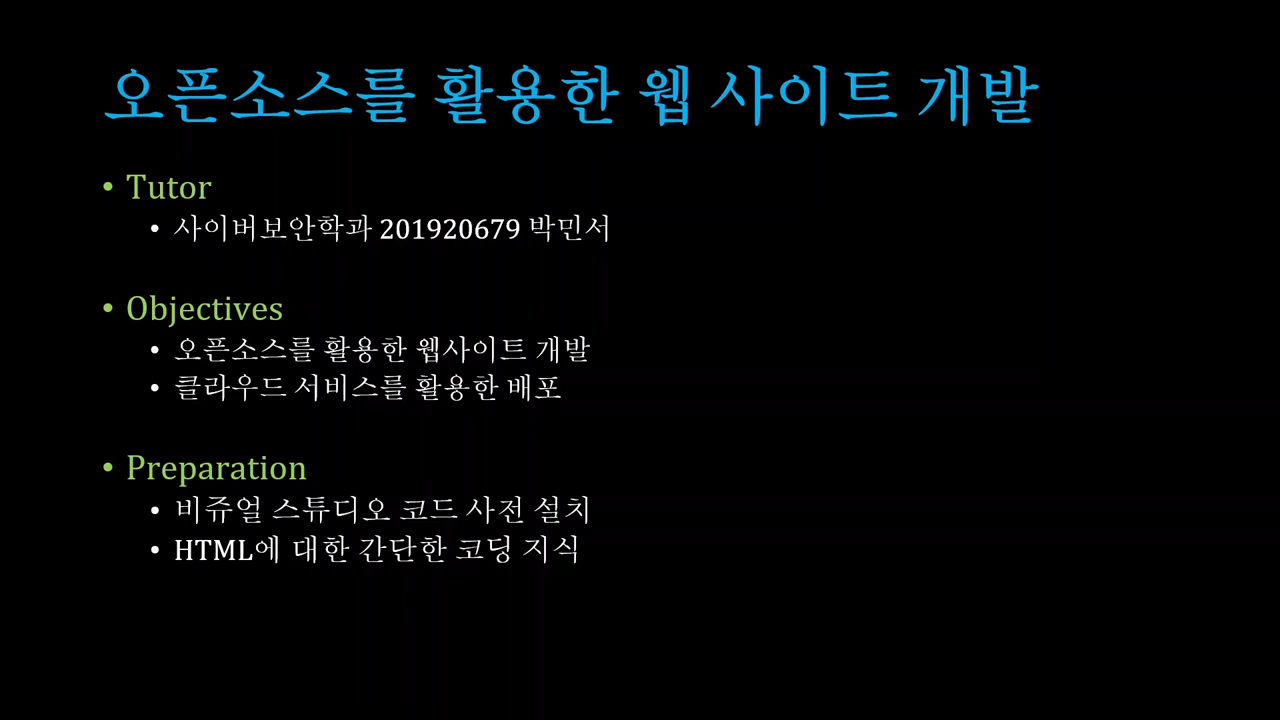 오픈소스를 활용한 웹 사이트 개발
• Tutor
• 사이버보안학과 201920679 박민서
• Objectives
• 오픈소스를 활용한 웹사이트 개발
• 클라우드 서비스를 활용한 배포
• Preparation
• 비쥬얼 스튜디오 코드 사전 설치
• HTML에 대한 간단한 코딩 지식